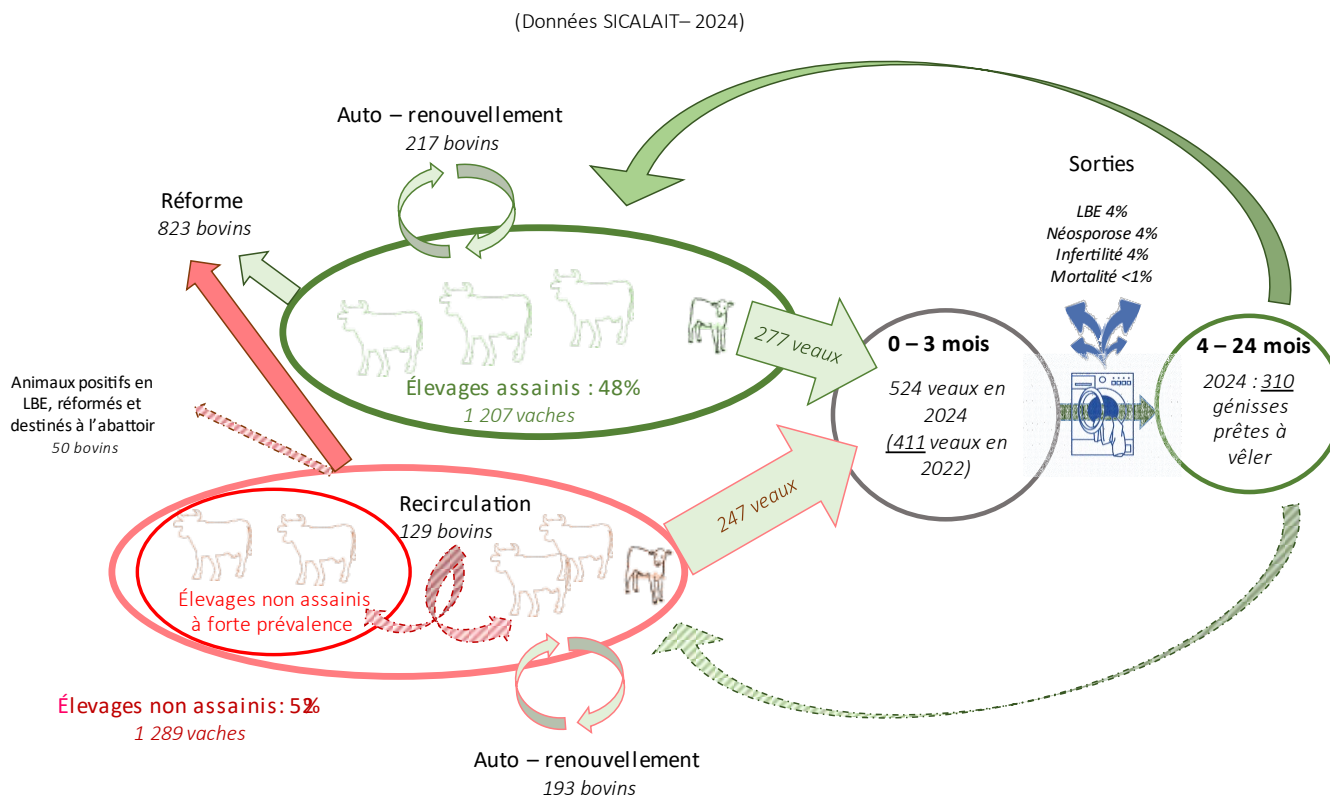 (Données SICALAIT– 2024)
Auto – renouvellement
217 bovins
Sorties
Réforme
823 bovins
LBE 4%
Néosporose 4%
Infertilité 4%
Mortalité <1%
277 veaux
0 – 3 mois
524 veaux en
2024
(411 veaux en
2022)
4 – 24 mois
2024 : 310
génisses
prêtes à
vêler
Élevages assainis : 48%
1 207 vaches
Animaux positifs en
LBE, réformés et
destinés à l’abattoir
50 bovins
Recirculation
129 bovins
247 veaux
Élevages non assainis
à forte prévalence
Élevages non assainis: 52%
1 289 vaches
Auto – renouvellement
193 bovins